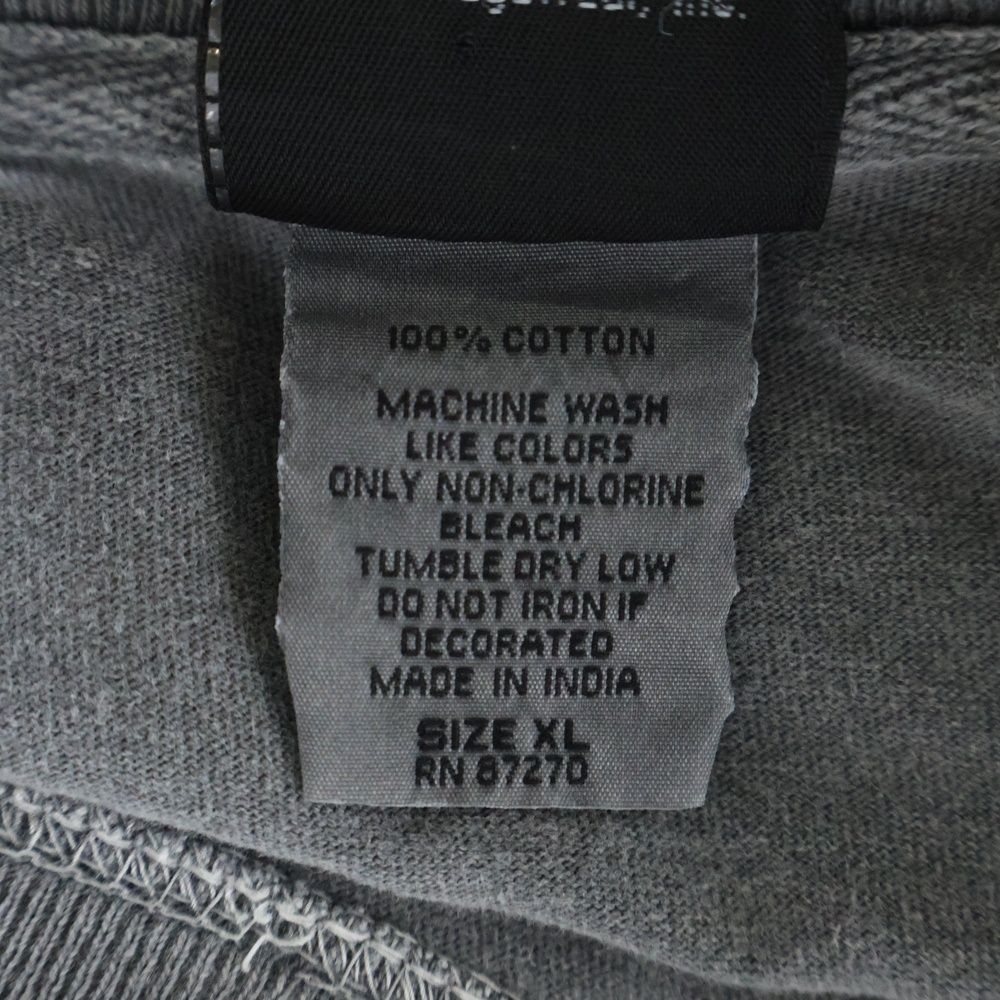 Inc.
100% COTTON
MACHINE WASH
LIKE COLORS
ONLY NON-CHLORINE
BLEACH
TUMBLE DRY LOW
DO NOT IRON IF
DECORATED
MADE IN INDIA
SIZE XL
RN 87270